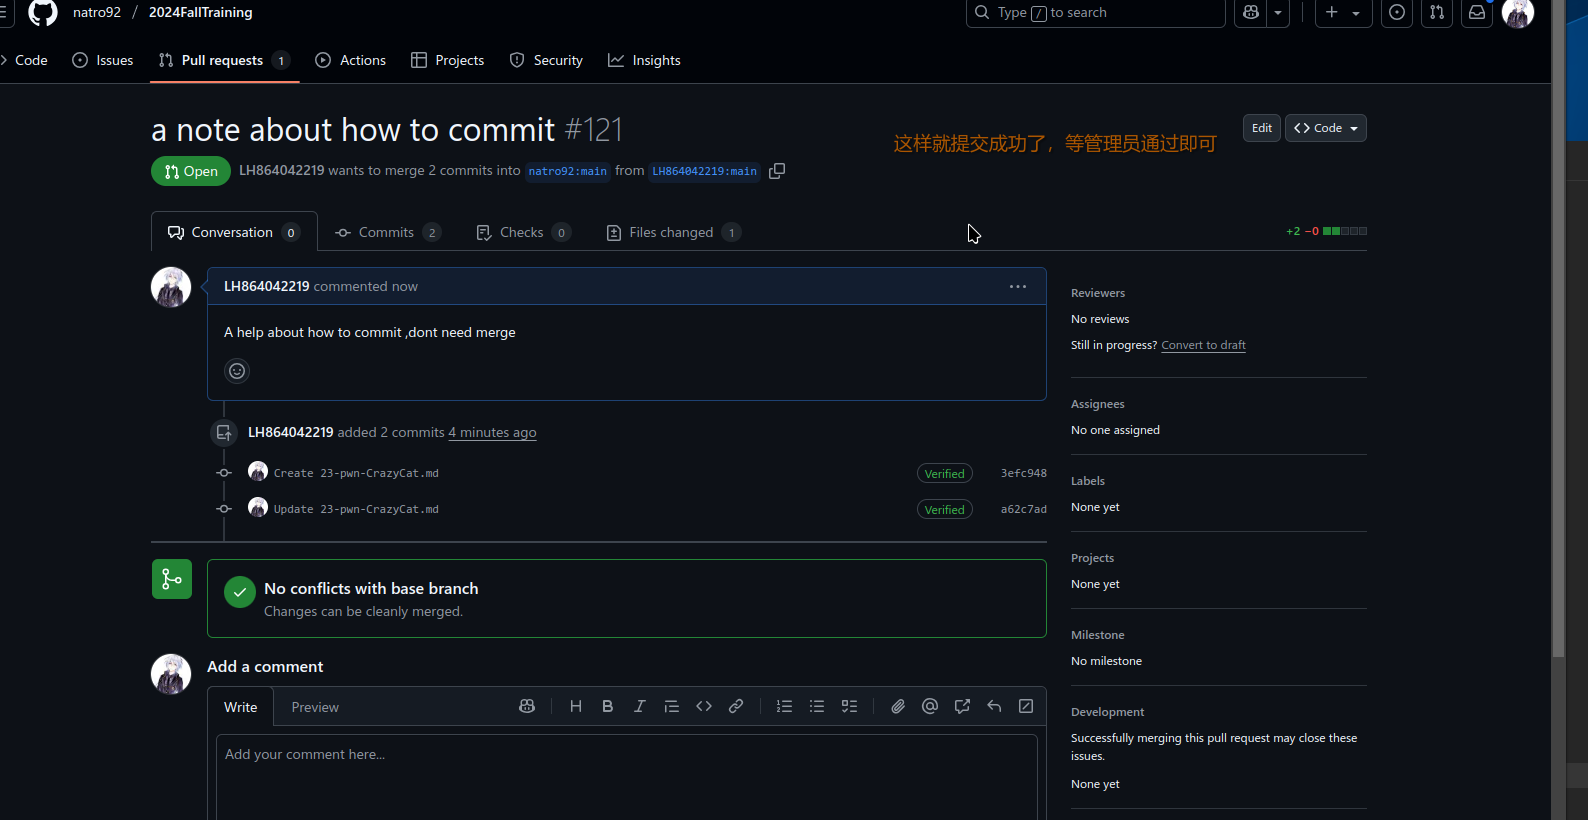 natro92 / 2024FallTraining
Type / to search
Code Issues Pull requests 1 Actions Projects Security Insights
a note about how to commit #121
这样就提交成功了，等管理员通过即可
Edit
Code
Open
LH864042219 wants to merge 2 commits into natro92:main from LH864042219:main
Conversation 0 Commits 2 Checks 0 Files changed 1
+2 −0
LH864042219 commented now
A help about how to commit ,dont need merge
LH864042219 added 2 commits 4 minutes ago
Create 23-pwn-CrazyCat.md Verified 3efc948
Update 23-pwn-CrazyCat.md Verified a62c7ad
No conflicts with base branch
Changes can be cleanly merged.
Add a comment
Write Preview
Add your comment here...
Reviewers
No reviews
Still in progress? Convert to draft
Assignees
No one assigned
Labels
None yet
Projects
None yet
Milestone
No milestone
Development
Successfully merging this pull request may close these
issues.
None yet